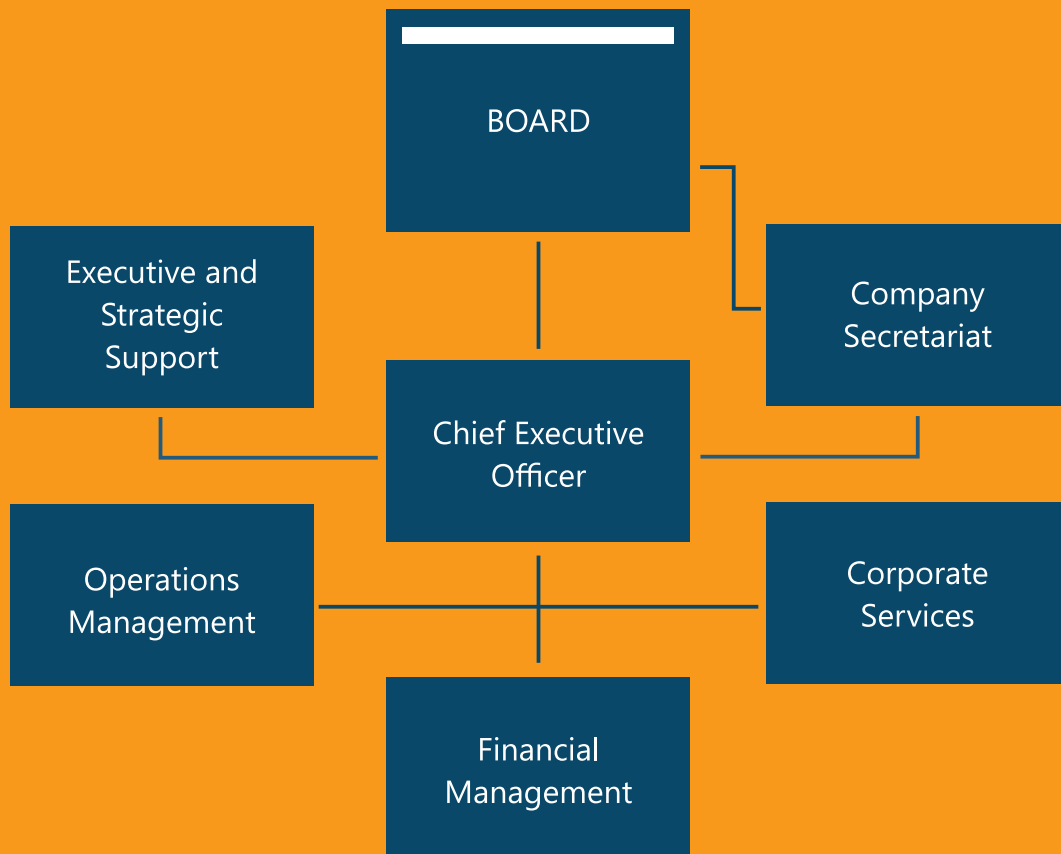 BOARD
Executive and
Strategic
Support
Company
Secretariat
Chief Executive
Officer
Operations
Management
Corporate
Services
Financial
Management